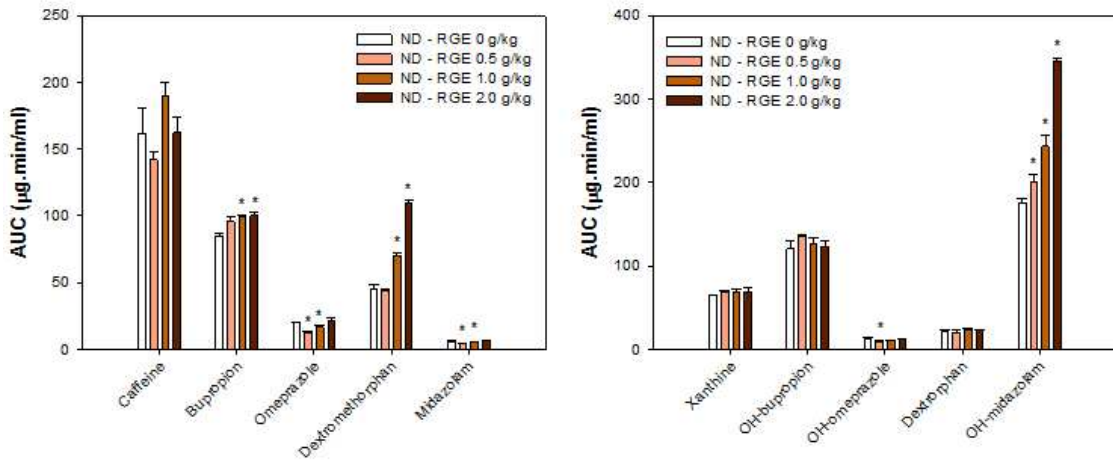 250
200
150
100
50
0
AUC (µg.min/ml)
ND - RGE 0 g/kg
ND - RGE 0.5 g/kg
ND - RGE 1.0 g/kg
ND - RGE 2.0 g/kg
* *
* *
* *
* *
Caffeine
Bupropion
Omeprazole
Dextromethorphan
Midazolam
400
300
200
100
0
AUC (µg.min/ml)
ND - RGE 0 g/kg
ND - RGE 0.5 g/kg
ND - RGE 1.0 g/kg
ND - RGE 2.0 g/kg
*
* * *
Xanthine
OH-bupropion
OH-omeprazole
Dextrorphan
OH-midazolam